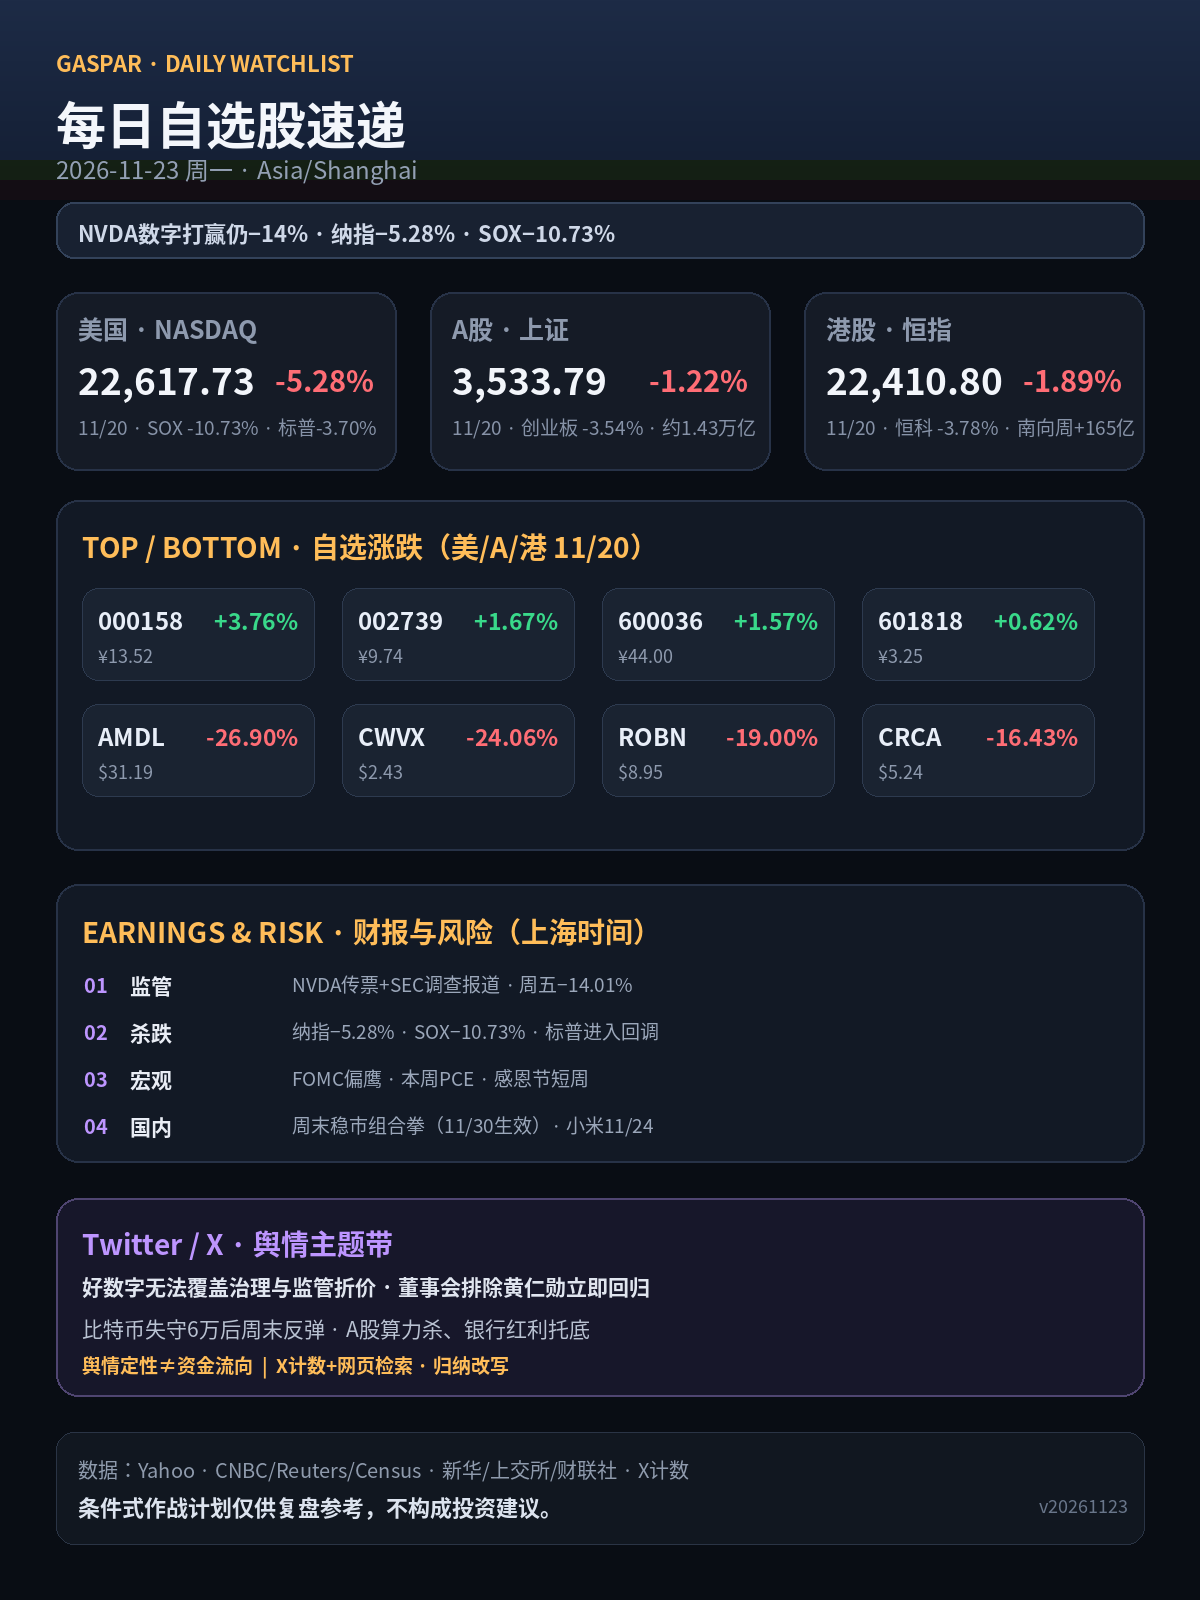 GASPAR · DAILY WATCHLIST
每日自选股速递
2026-11-23 周一 · Asia/Shanghai
NVDA数字打赢仍−14% · 纳指−5.28% · SOX−10.73%
美国 · NASDAQ
22,617.73 -5.28%
11/20 · SOX -10.73% · 标普-3.70%
A股 · 上证
3,533.79 -1.22%
11/20 · 创业板 -3.54% · 约1.43万亿
港股 · 恒指
22,410.80 -1.89%
11/20 · 恒科 -3.78% · 南向周+165亿
TOP / BOTTOM · 自选涨跌（美/A/港 11/20）
000158 +3.76%
¥13.52
002739 +1.67%
¥9.74
600036 +1.57%
¥44.00
601818 +0.62%
¥3.25
AMDL -26.90%
$31.19
CWVX -24.06%
$2.43
ROBN -19.00%
$8.95
CRCA -16.43%
$5.24
EARNINGS & RISK · 财报与风险（上海时间）
01 监管 NVDA传票+SEC调查报道 · 周五−14.01%
02 杀跌 纳指−5.28% · SOX−10.73% · 标普进入回调
03 宏观 FOMC偏鹰 · 本周PCE · 感恩节短周
04 国内 周末稳市组合拳（11/30生效） · 小米11/24
Twitter / X · 舆情主题带
好数字无法覆盖治理与监管折价 · 董事会排除黄仁勋立即回归
比特币失守6万后周末反弹 · A股算力杀、银行红利托底
舆情定性≠资金流向｜X计数+网页检索 · 归纳改写
数据：Yahoo · CNBC/Reuters/Census · 新华/上交所/财联社 · X计数
条件式作战计划仅供复盘参考，不构成投资建议。
v20261123